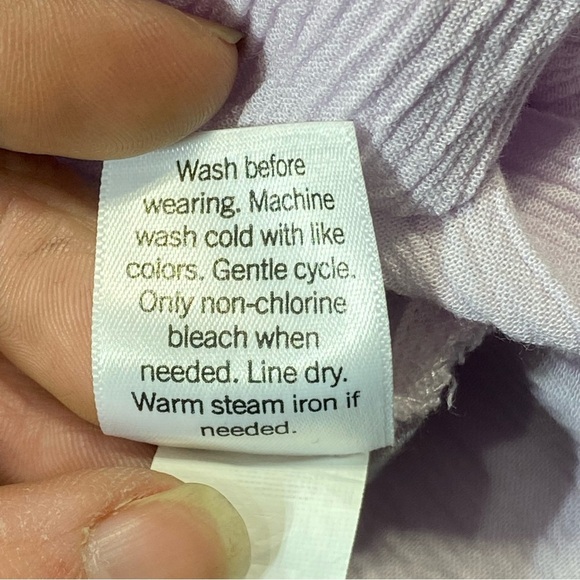 Wash before
wearing. Machine
wash cold with like
colors. Gentle cycle.
Only non-chlorine
bleach when
needed. Line dry.
Warm steam iron if
needed.